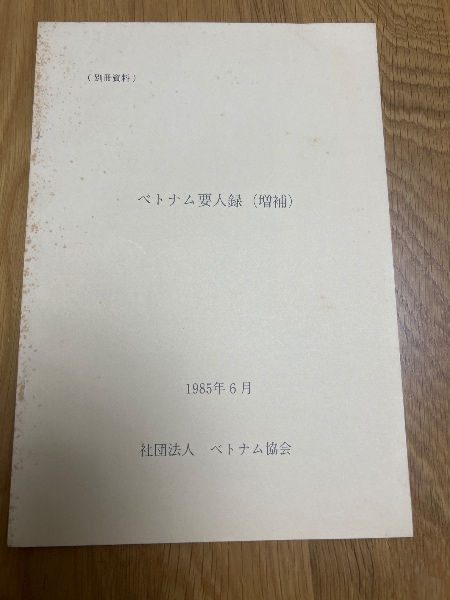 （別冊資料）
ベトナム要人録（増補）
1985年6月
社団法人　ベトナム協会